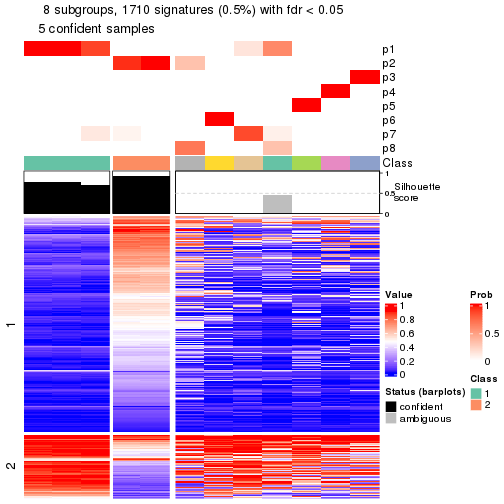 8 subgroups, 1710 signatures (0.5%) with fdr < 0.05
5 confident samples
p1
p2
p3
p4
p5
p6
p7
p8
Class
1
0.5
0
Silhouette
score
1
2
Value
1
0.8
0.6
0.4
0.2
0
Prob
1
0.5
0
Status (barplots)
confident
ambiguous
Class
1
2